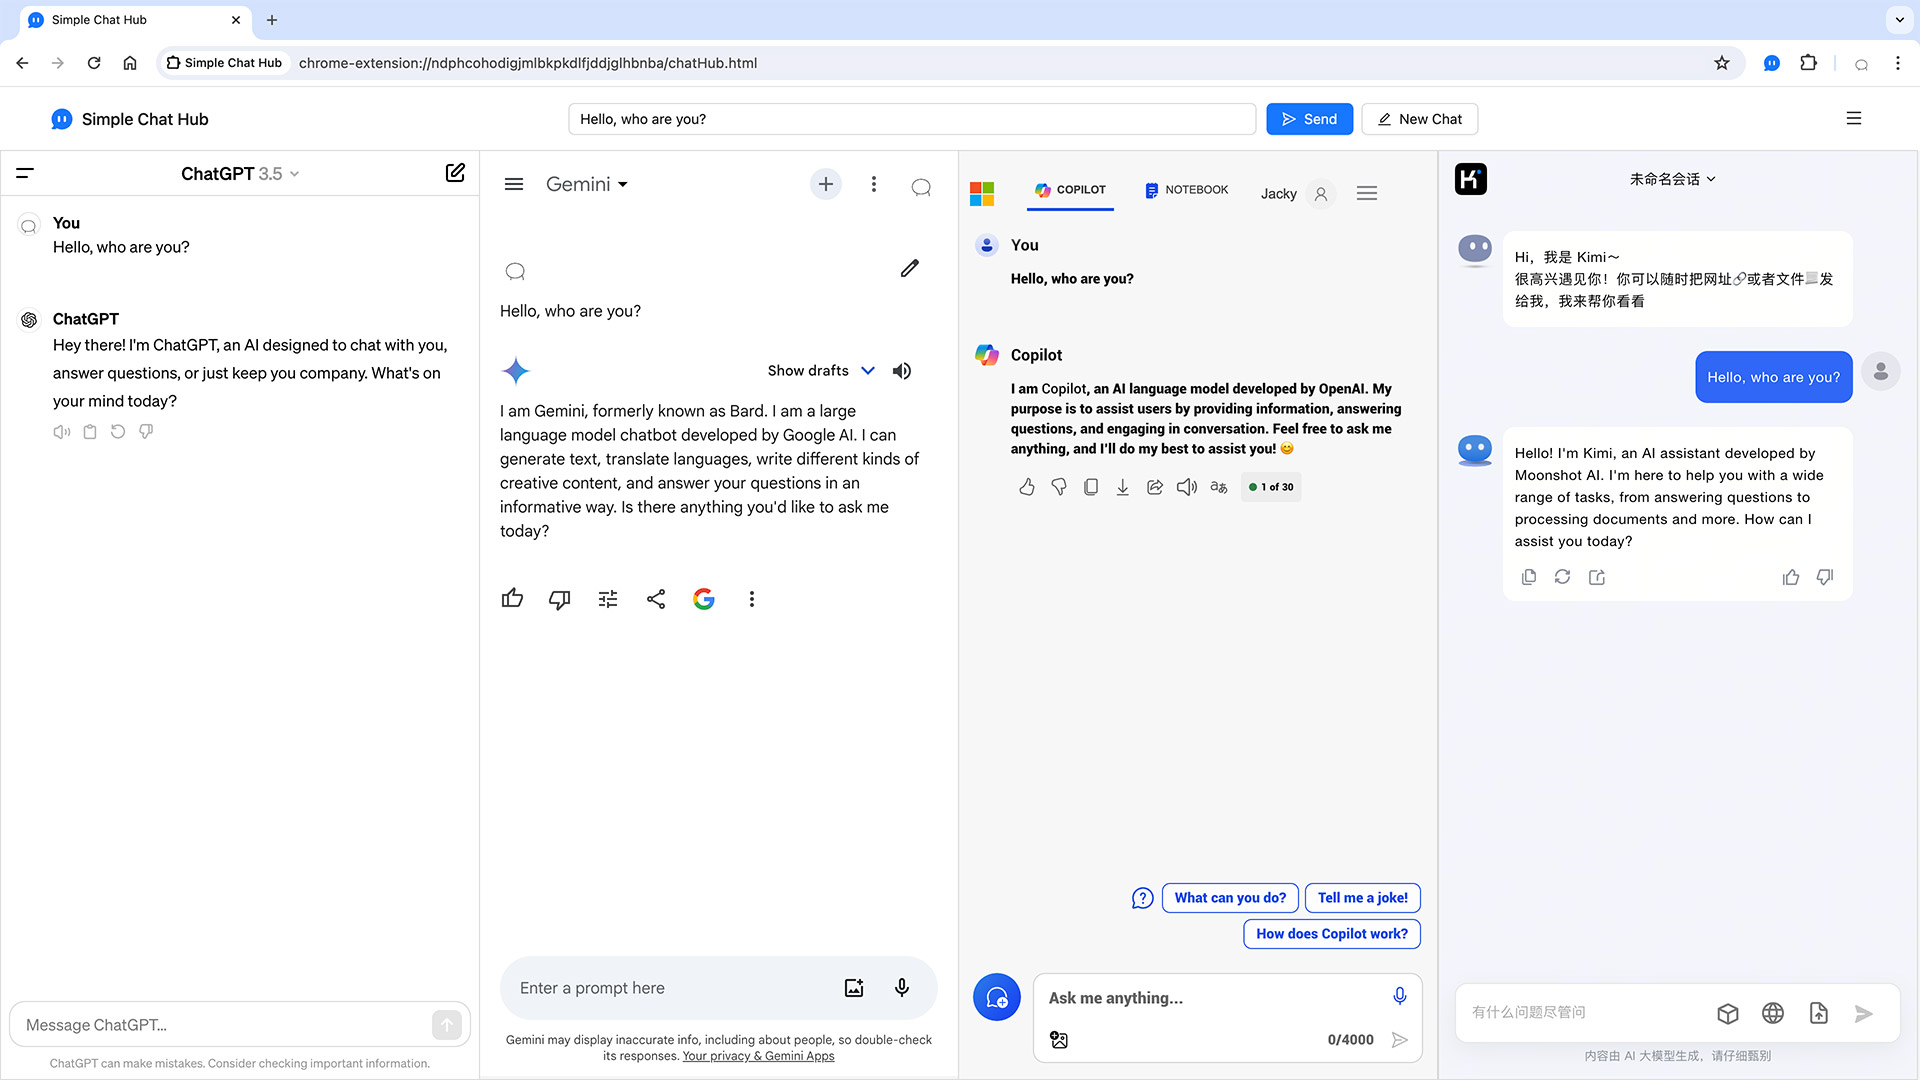 Simple Chat Hub
Simple Chat Hub
chrome-extension://ndphcohodigjmlbkpkdlfjddjglhbnba/chatHub.html
Simple Chat Hub
Hello, who are you?
Send
New Chat
ChatGPT 3.5
You
Hello, who are you?
ChatGPT
Hey there! I'm ChatGPT, an AI designed to chat with you,
answer questions, or just keep you company. What's on
your mind today?
Message ChatGPT...
ChatGPT can make mistakes. Consider checking important information.
Gemini
Hello, who are you?
Show drafts
I am Gemini, formerly known as Bard. I am a large
language model chatbot developed by Google AI. I can
generate text, translate languages, write different kinds of
creative content, and answer your questions in an
informative way. Is there anything you'd like to ask me
today?
Enter a prompt here
Gemini may display inaccurate info, including about people, so double-check
its responses. Your privacy & Gemini Apps
COPILOT
NOTEBOOK
Jacky
You
Hello, who are you?
Copilot
I am Copilot, an AI language model developed by OpenAI. My
purpose is to assist users by providing information, answering
questions, and engaging in conversation. Feel free to ask me
anything, and I'll do my best to assist you! 😊
1 of 30
What can you do?
Tell me a joke!
How does Copilot work?
Ask me anything...
0/4000
K
未命名会话
Hi，我是 Kimi～
很高兴遇见你！你可以随时把网址🔗或者文件📃发
给我，我来帮你看看
Hello, who are you?
Hello! I'm Kimi, an AI assistant developed by
Moonshot AI. I'm here to help you with a wide
range of tasks, from answering questions to
processing documents and more. How can I
assist you today?
有什么问题尽管问
内容由 AI 大模型生成，请仔细甄别